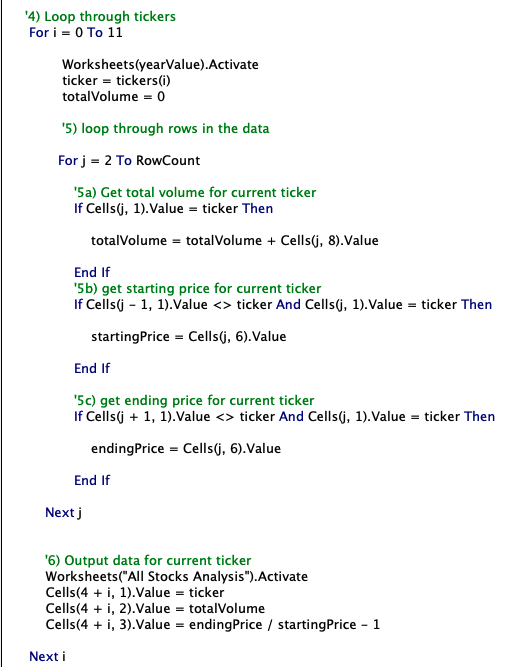 '4) Loop through tickers
For i = 0 To 11
Worksheets(yearValue).Activate
ticker = tickers(i)
totalVolume = 0
'5) loop through rows in the data
For j = 2 To RowCount
'5a) Get total volume for current ticker
If Cells(j, 1).Value = ticker Then
totalVolume = totalVolume + Cells(j, 8).Value
End If
'5b) get starting price for current ticker
If Cells(j - 1, 1).Value <> ticker And Cells(j, 1).Value = ticker Then
startingPrice = Cells(j, 6).Value
End If
'5c) get ending price for current ticker
If Cells(j + 1, 1).Value <> ticker And Cells(j, 1).Value = ticker Then
endingPrice = Cells(j, 6).Value
End If
Next j
'6) Output data for current ticker
Worksheets("All Stocks Analysis").Activate
Cells(4 + i, 1).Value = ticker
Cells(4 + i, 2).Value = totalVolume
Cells(4 + i, 3).Value = endingPrice / startingPrice - 1
Next i